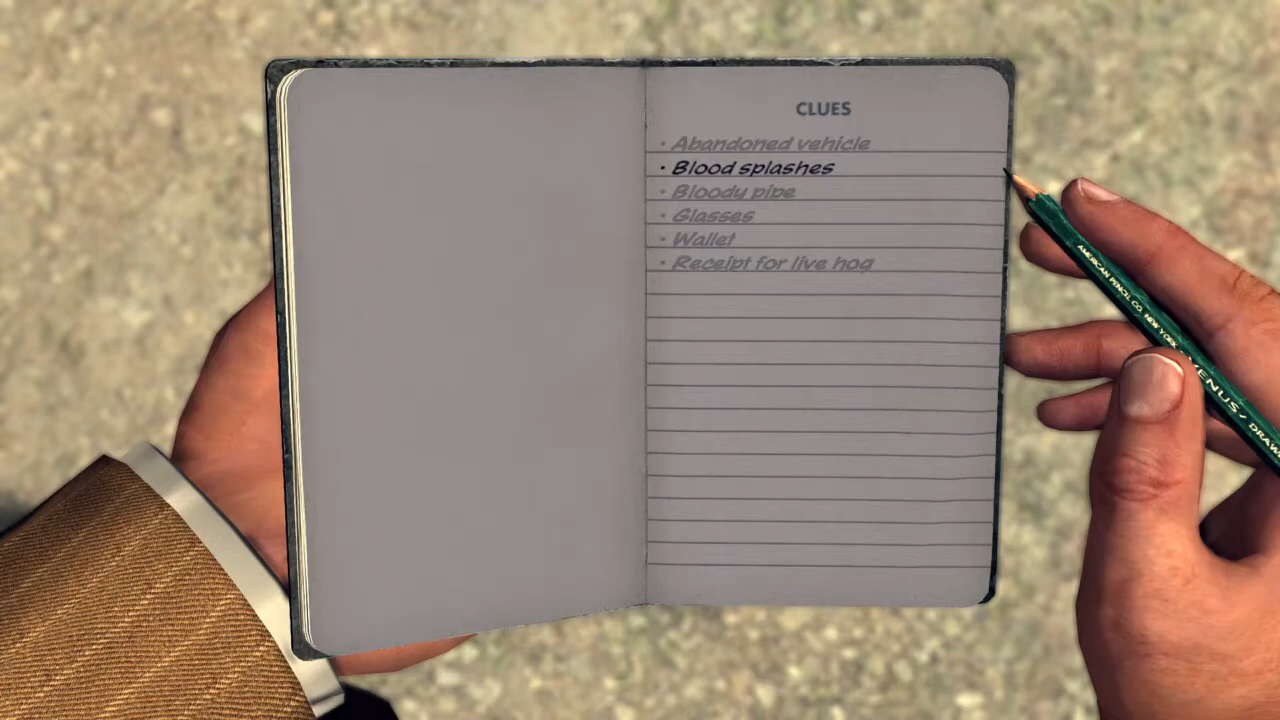 CLUES
• Abandoned vehicle
• Blood splashes
• Bloody pipe
• Glasses
• Wallet
• Receipt for live hog
AMERICAN PENCIL CO. NEW YORK
VENUS DRAW